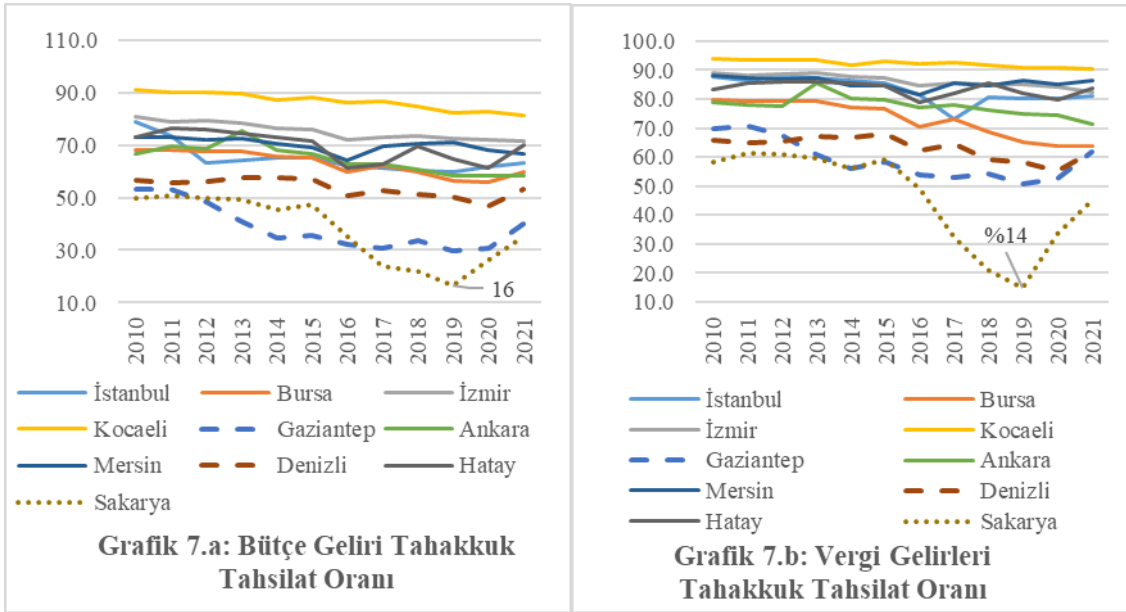 110.0
90.0
70.0
50.0
30.0
10.0
16
2010 2011 2012 2013 2014 2015 2016 2017 2018 2019 2020 2021
İstanbul Bursa İzmir
Kocaeli Gaziantep Ankara
Mersin Denizli Hatay
Sakarya
Grafik 7.a: Bütçe Geliri Tahakkuk
Tahsilat Oranı
100.0
90.0
80.0
70.0
60.0
50.0
40.0
30.0
20.0
10.0
%14
2010 2011 2012 2013 2014 2015 2016 2017 2018 2019 2020 2021
İstanbul Bursa
İzmir Kocaeli
Gaziantep Ankara
Mersin Denizli
Hatay Sakarya
Grafik 7.b: Vergi Gelirleri
Tahakkuk Tahsilat Oranı